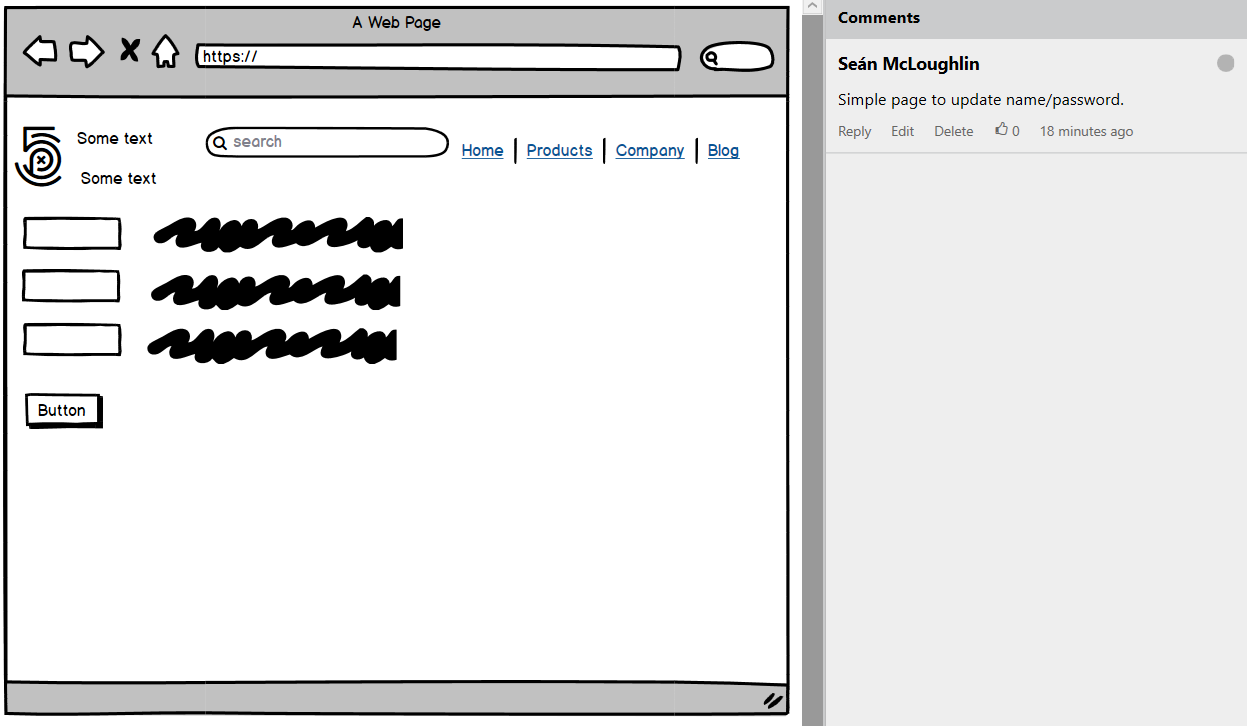 A Web Page
https://
Some text
search
Home
Products
Company
Blog
Some text
Button
Comments
Seán McLoughlin
Simple page to update name/password.
Reply Edit Delete 0 18 minutes ago